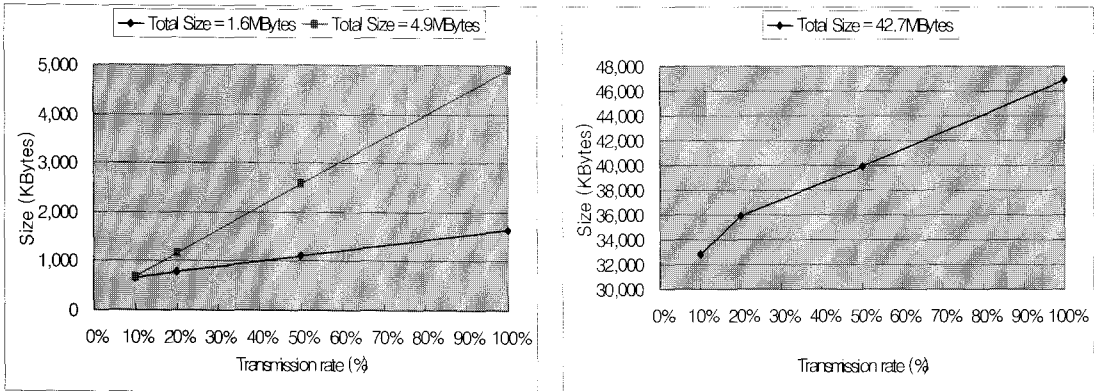 Total Size = 1.6MBytes
Total Size = 4.9MBytes
5,000
4,000
3,000
2,000
1,000
0
Size (KBytes)
0% 10% 20% 30% 40% 50% 60% 70% 80% 90% 100%
Transmission rate (%)
Total Size = 42.7MBytes
48,000
46,000
44,000
42,000
40,000
38,000
36,000
34,000
32,000
30,000
Size (KBytes)
0% 10% 20% 30% 40% 50% 60% 70% 80% 90% 100%
Transmission rate (%)